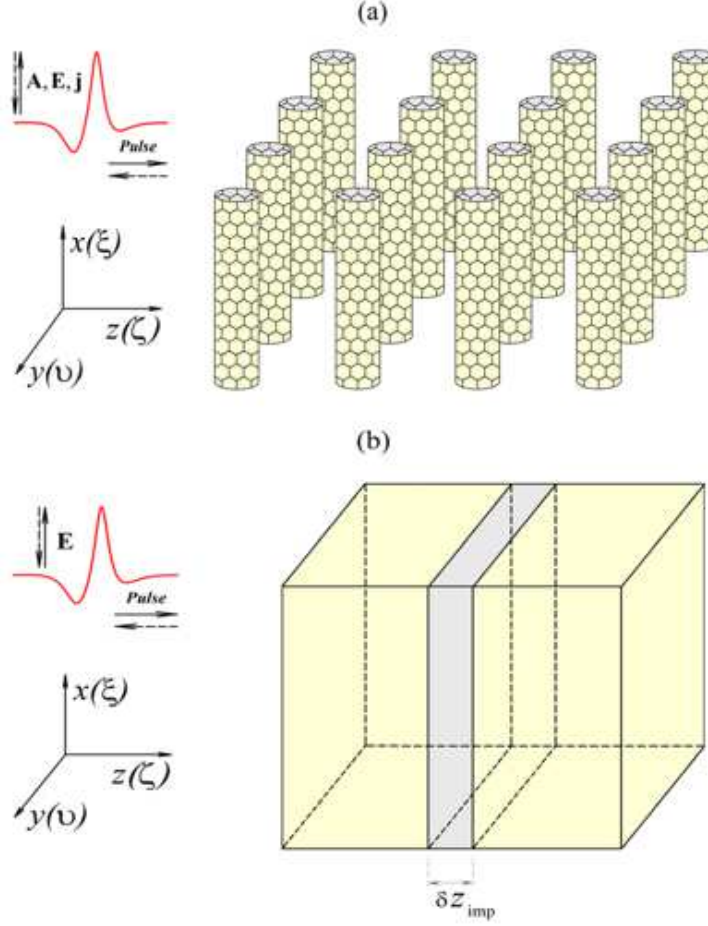 (a)
A, E, j
Pulse
x(ξ)
z(ζ)
y(υ)
(b)
E
Pulse
x(ξ)
z(ζ)
y(υ)
δz_imp